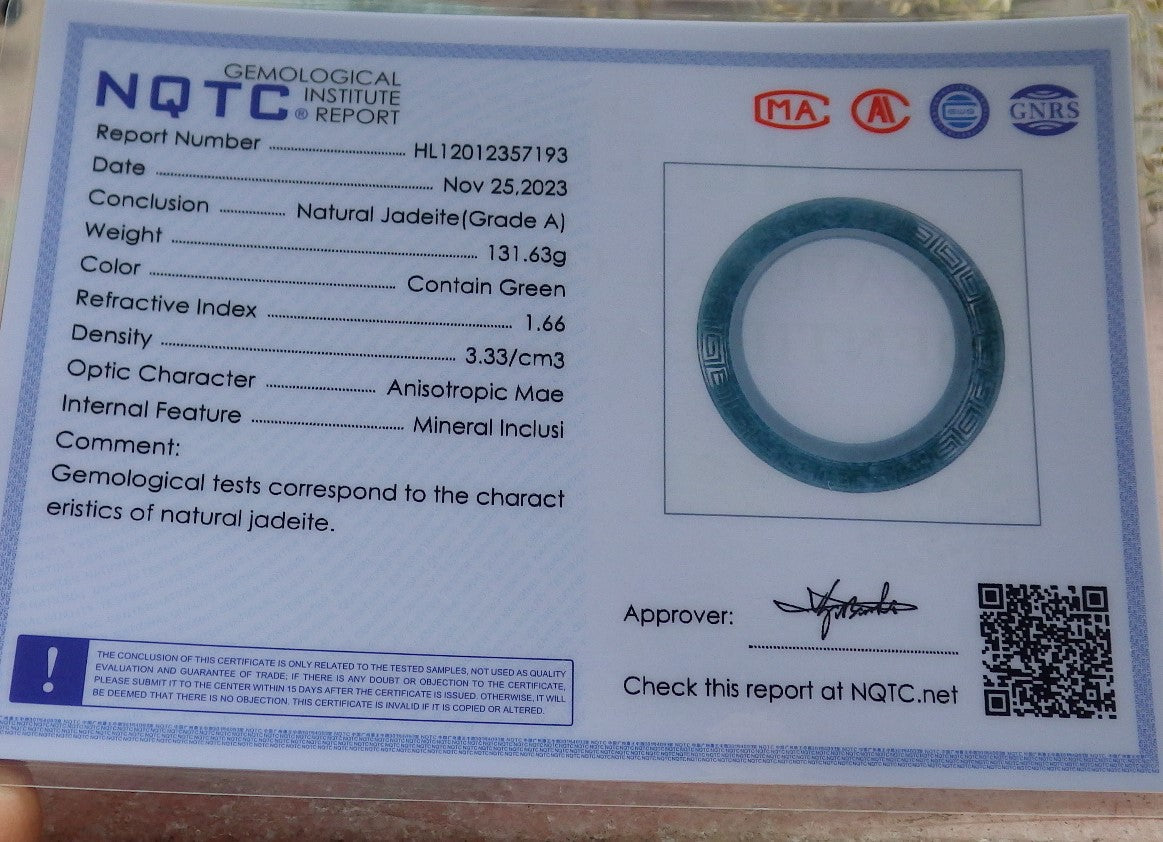 NQTC® GEMOLOGICAL
INSTITUTE
REPORT
Report Number HL12012357193
Date Nov 25,2023
Conclusion Natural Jadeite(Grade A)
Weight 131.63g
Color Contain Green
Refractive Index 1.66
Density 3.33/cm3
Optic Character Anisotropic Mae
Internal Feature Mineral Inclusi
Comment:
Gemological tests correspond to the charact
eristics of natural jadeite.
!
THE CONCLUSION OF THIS CERTIFICATE IS ONLY RELATED TO THE TESTED SAMPLES, NOT USED AS QUALITY
EVALUATION AND GUARANTEE OF TRADE; IF THERE IS ANY DOUBT OR OBJECTION TO THE CERTIFICATE,
PLEASE SUBMIT IT TO THE CENTER WITHIN 15 DAYS AFTER THE CERTIFICATE IS ISSUED. OTHERWISE, IT WILL
BE DEEMED THAT THERE IS NO OBJECTION. THIS CERTIFICATE IS INVALID IF IT IS COPIED OR ALTERED.
MA
GNRS
Approver:
Check this report at NQTC.net